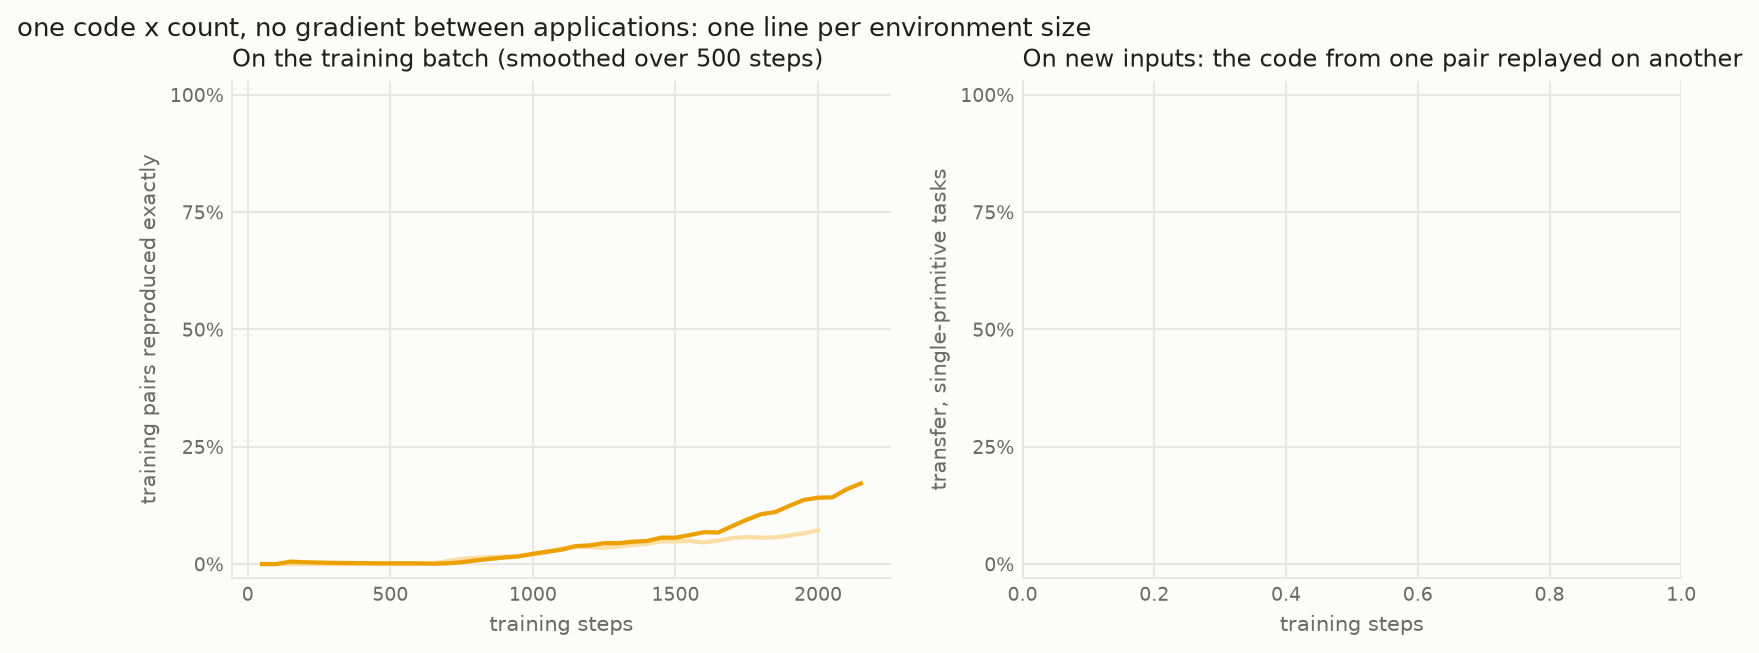 one code x count, no gradient between applications: one line per environment size
On the training batch (smoothed over 500 steps)
training pairs reproduced exactly
100%
75%
50%
25%
0%
0 500 1000 1500 2000
training steps
On new inputs: the code from one pair replayed on another
transfer, single-primitive tasks
100%
75%
50%
25%
0%
0.0 0.2 0.4 0.6 0.8 1.0
training steps